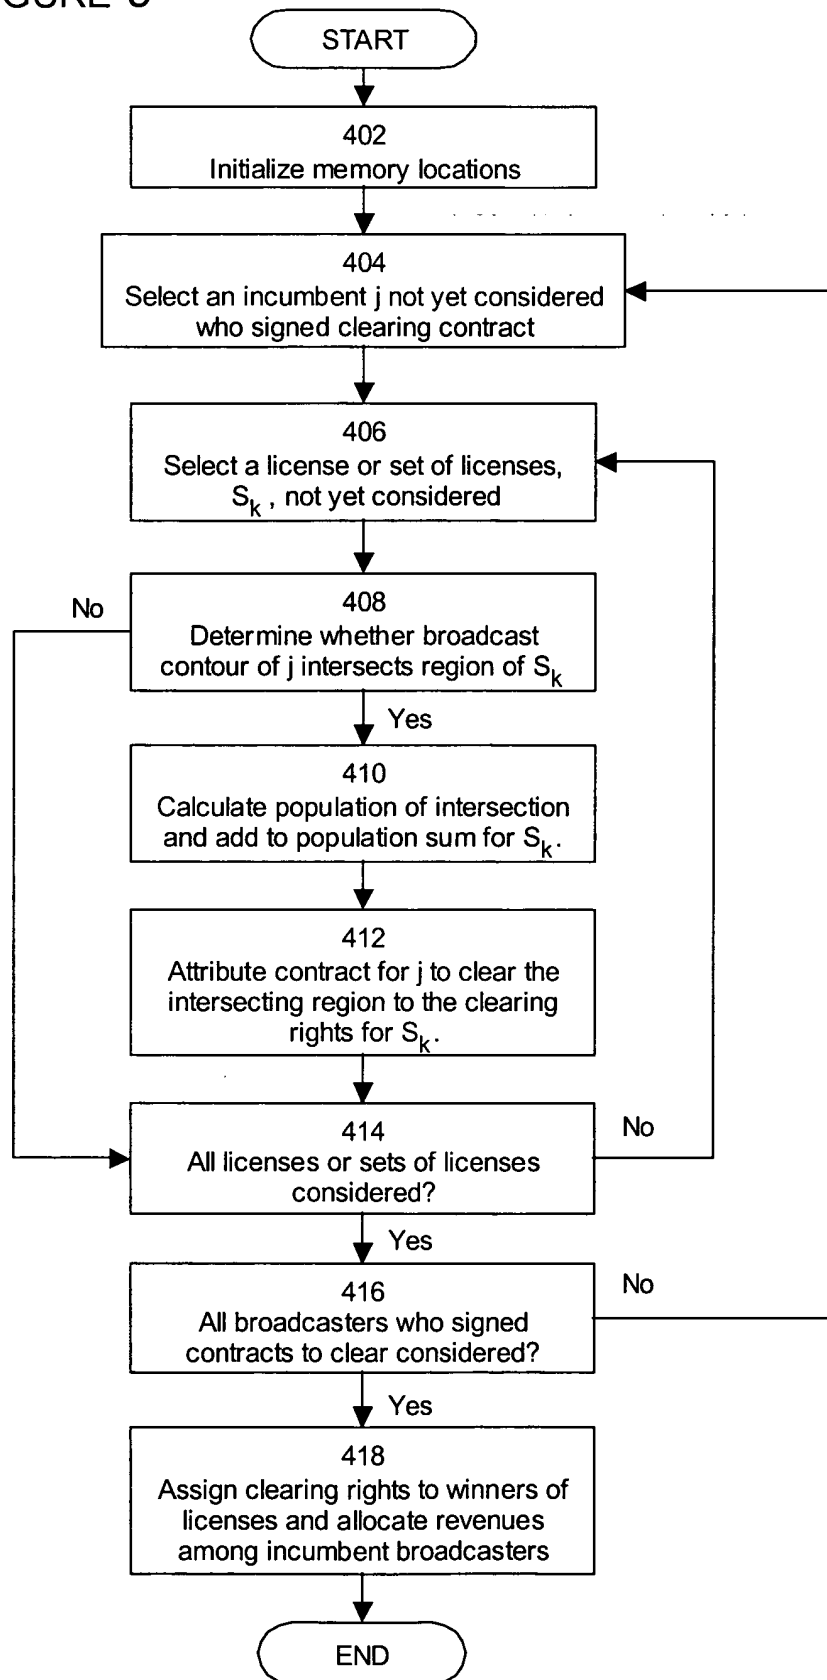 START
402
Initialize memory locations
404
Select an incumbent j not yet considered
who signed clearing contract
406
Select a license or set of licenses,
Sk , not yet considered
408
Determine whether broadcast
contour of j intersects region of Sk
No
Yes
410
Calculate population of intersection
and add to population sum for Sk.
412
Attribute contract for j to clear the
intersecting region to the clearing
rights for Sk.
414
All licenses or sets of licenses
considered?
No
Yes
416
All broadcasters who signed
contracts to clear considered?
No
Yes
418
Assign clearing rights to winners of
licenses and allocate revenues
among incumbent broadcasters
END